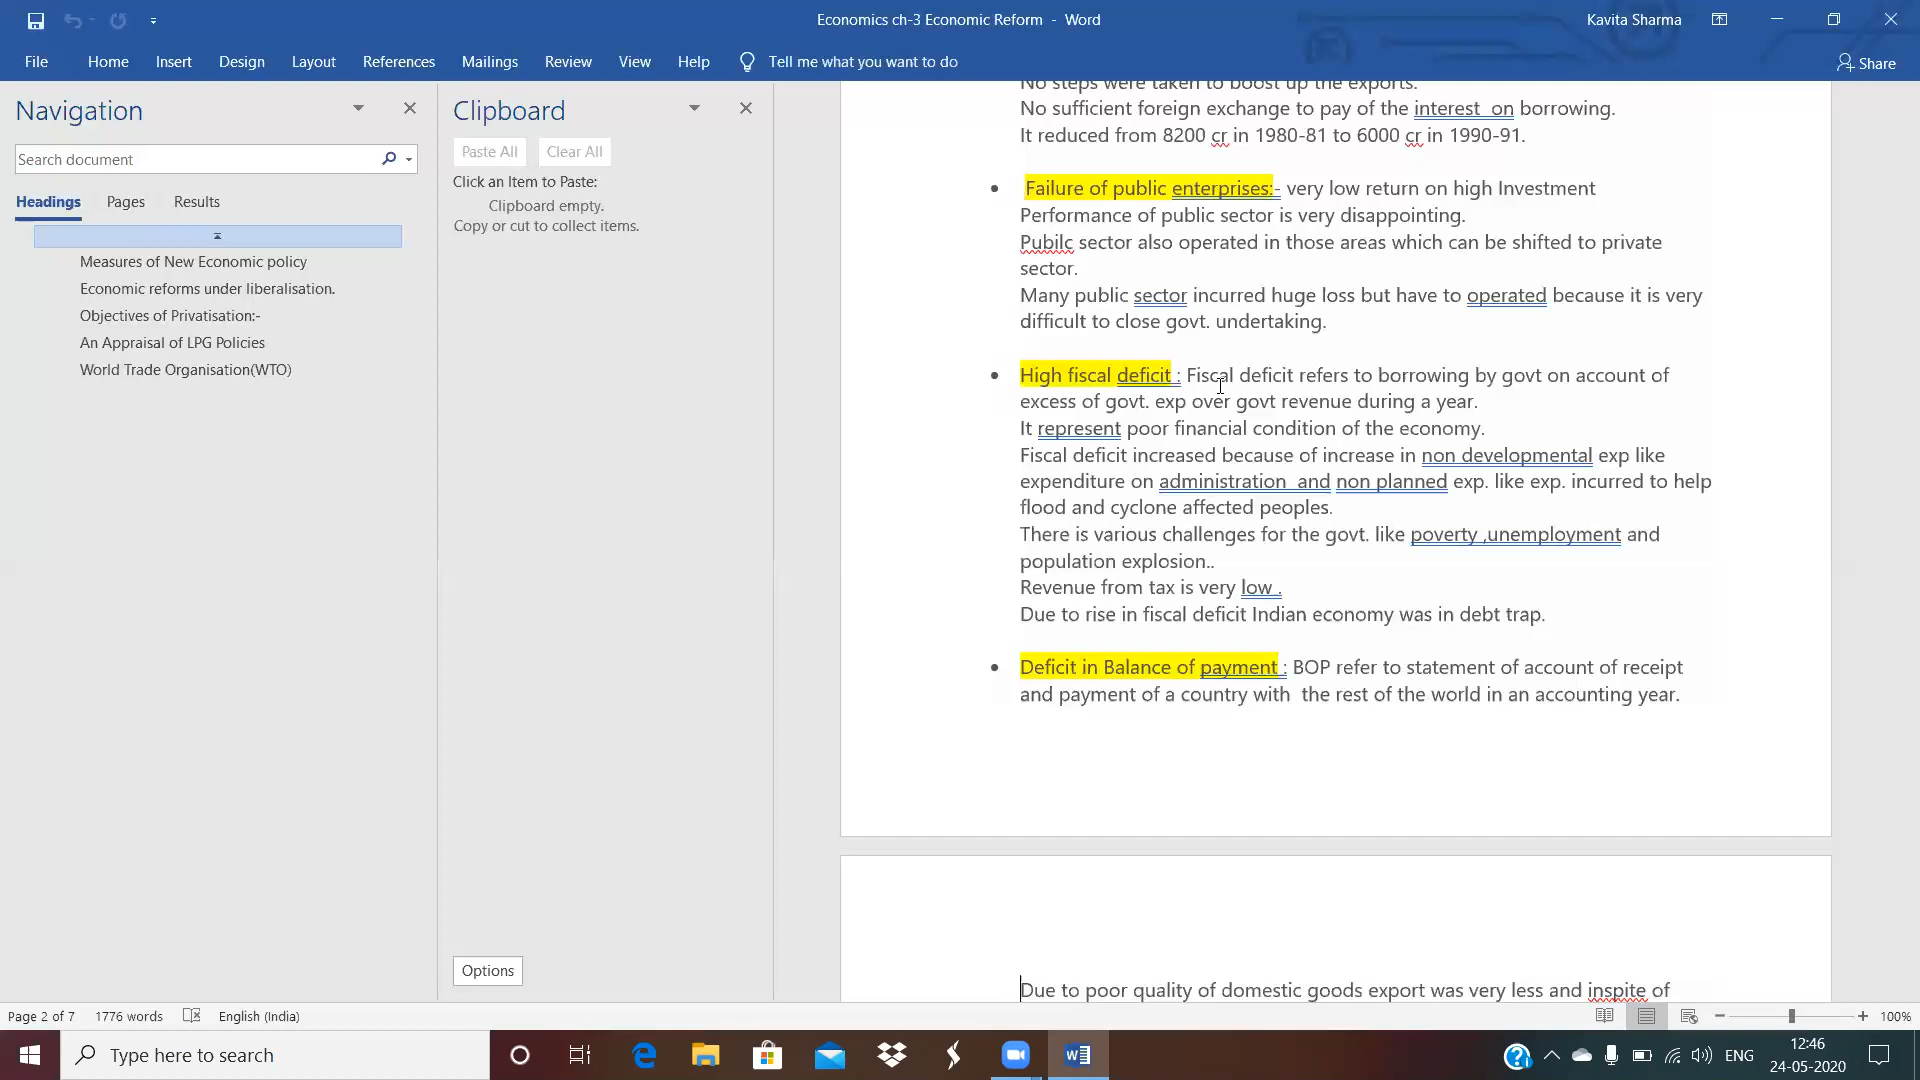 Economics ch-3 Economic Reform - Word
Kavita Sharma
File Home Insert Design Layout References Mailings Review View Help Tell me what you want to do
Share
Navigation
Search document
Headings Pages Results
Measures of New Economic policy
Economic reforms under liberalisation.
Objectives of Privatisation:-
An Appraisal of LPG Policies
World Trade Organisation(WTO)
Clipboard
Paste All Clear All
Click an Item to Paste:
Clipboard empty.
Copy or cut to collect items.
Options
No steps were taken to boost up the exports.
No sufficient foreign exchange to pay of the interest  on borrowing.
It reduced from 8200 cr in 1980-81 to 6000 cr in 1990-91.
• Failure of public enterprises:- very low return on high Investment
Performance of public sector is very disappointing.
Pubilc sector also operated in those areas which can be shifted to private
sector.
Many public sector incurred huge loss but have to operated because it is very
difficult to close govt. undertaking.
• High fiscal deficit : Fiscal deficit refers to borrowing by govt on account of
excess of govt. exp over govt revenue during a year.
It represent poor financial condition of the economy.
Fiscal deficit increased because of increase in non developmental exp like
expenditure on administration  and non planned exp. like exp. incurred to help
flood and cyclone affected peoples.
There is various challenges for the govt. like poverty ,unemployment and
population explosion..
Revenue from tax is very low .
Due to rise in fiscal deficit Indian economy was in debt trap.
• Deficit in Balance of payment : BOP refer to statement of account of receipt
and payment of a country with  the rest of the world in an accounting year.
Due to poor quality of domestic goods export was very less and inspite of
Page 2 of 7 1776 words English (India)
100%
Type here to search
ENG
12:46
24-05-2020